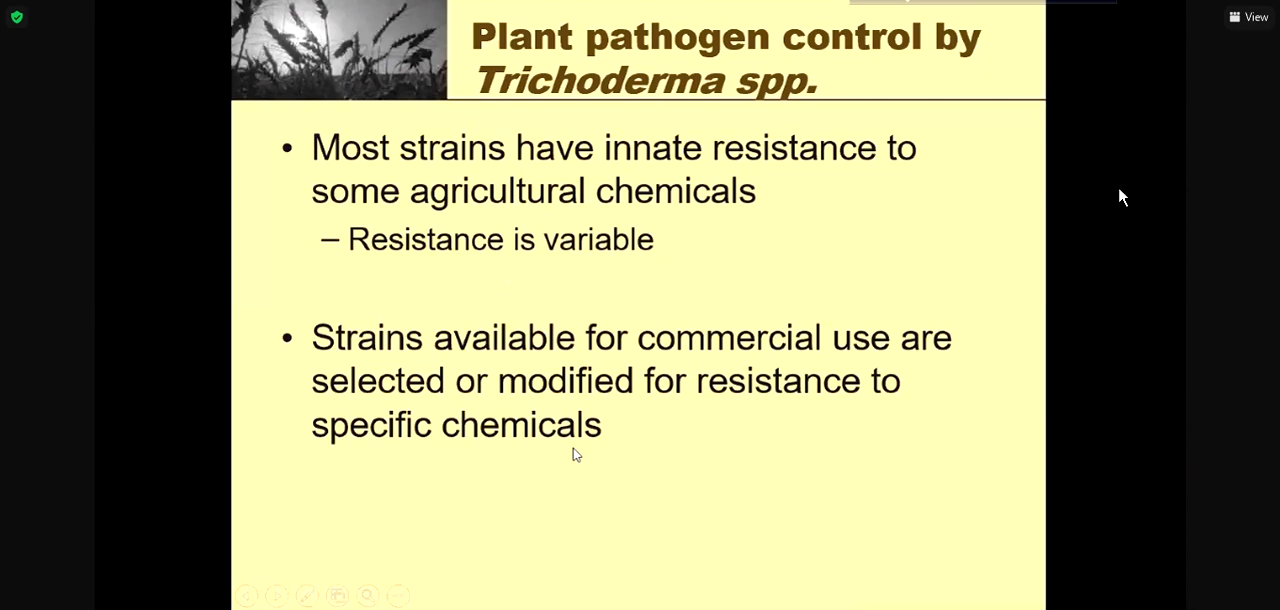 View
Plant pathogen control by
Trichoderma spp.
• Most strains have innate resistance to
some agricultural chemicals
– Resistance is variable
• Strains available for commercial use are
selected or modified for resistance to
specific chemicals